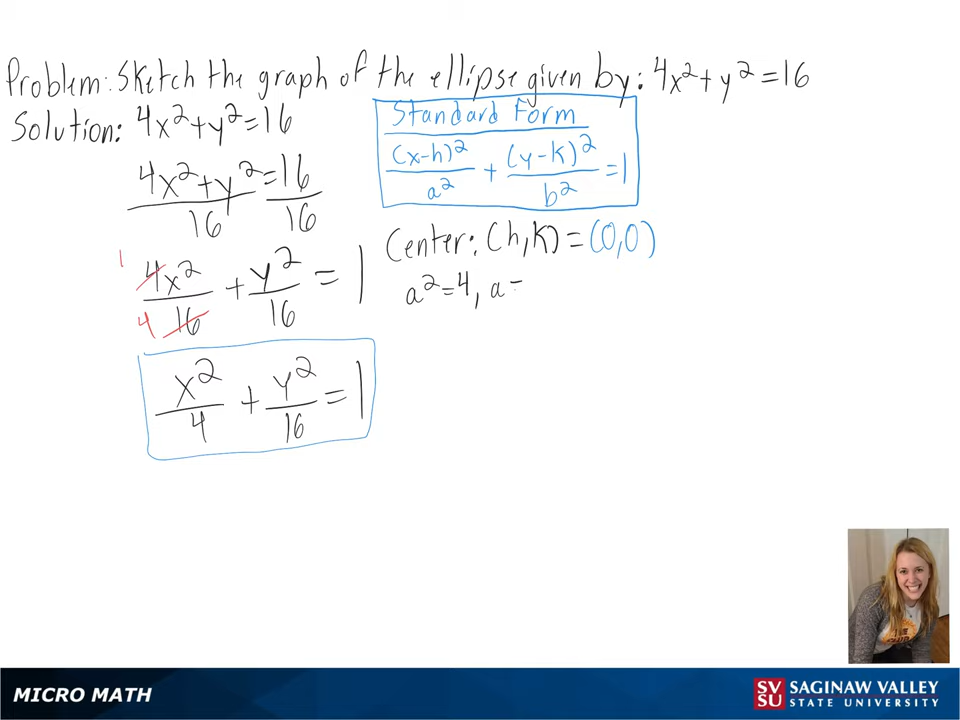 Problem: Sketch the graph of the ellipse given by: 4x² + y² = 16
Solution: 4x² + y² = 16
Standard Form
(x-h)²/a² + (y-k)²/b² = 1
(4x² + y²)/16 = 16/16
Center: (h,k) = (0,0)
a² = 4, a =
1
4x²/16 + y²/16 = 1
4
x²/4 + y²/16 = 1
MICRO MATH
SV SU SAGINAW VALLEY
STATE UNIVERSITY